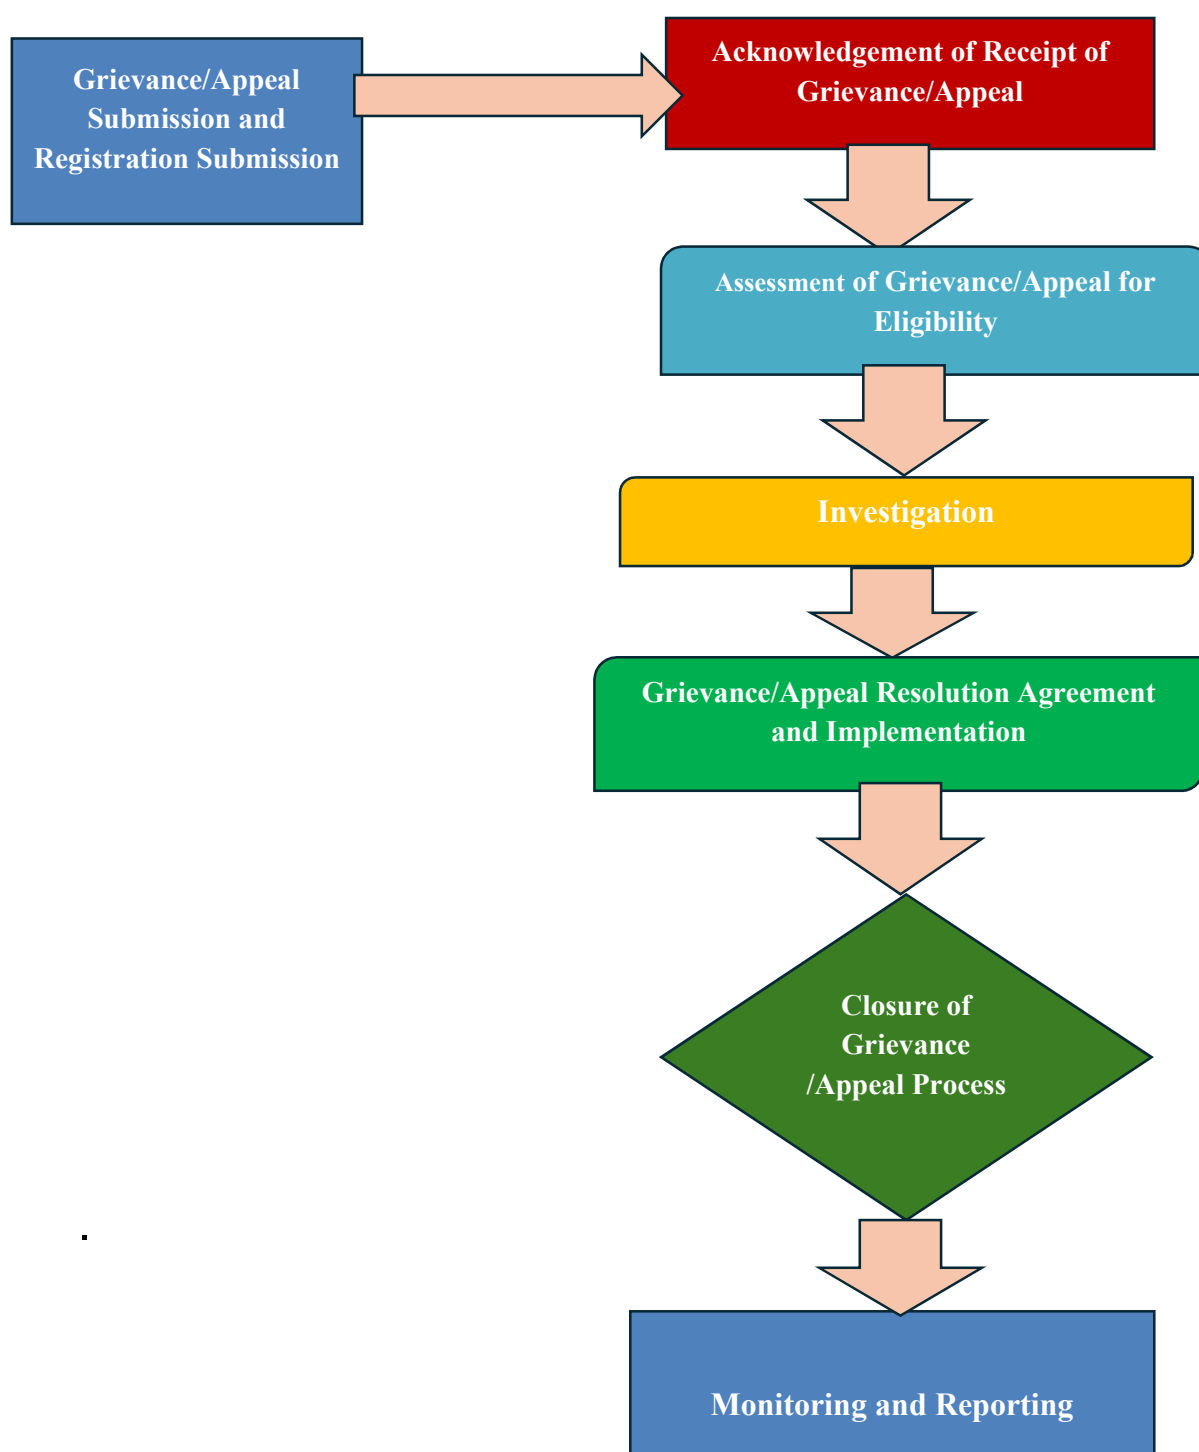 Grievance/Appeal
Submission and
Registration Submission
Acknowledgement of Receipt of
Grievance/Appeal
Assessment of Grievance/Appeal for
Eligibility
Investigation
Grievance/Appeal Resolution Agreement
and Implementation
Closure of
Grievance
/Appeal Process
.
Monitoring and Reporting